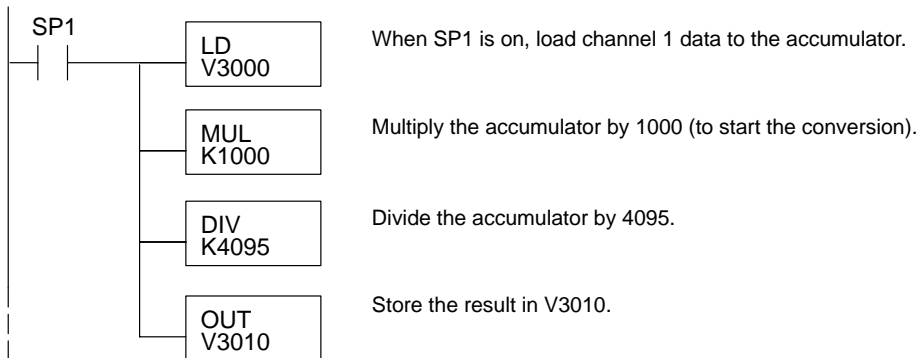 SP1
LD
V3000
When SP1 is on, load channel 1 data to the accumulator.
MUL
K1000
Multiply the accumulator by 1000 (to start the conversion).
DIV
K4095
Divide the accumulator by 4095.
OUT
V3010
Store the result in V3010.